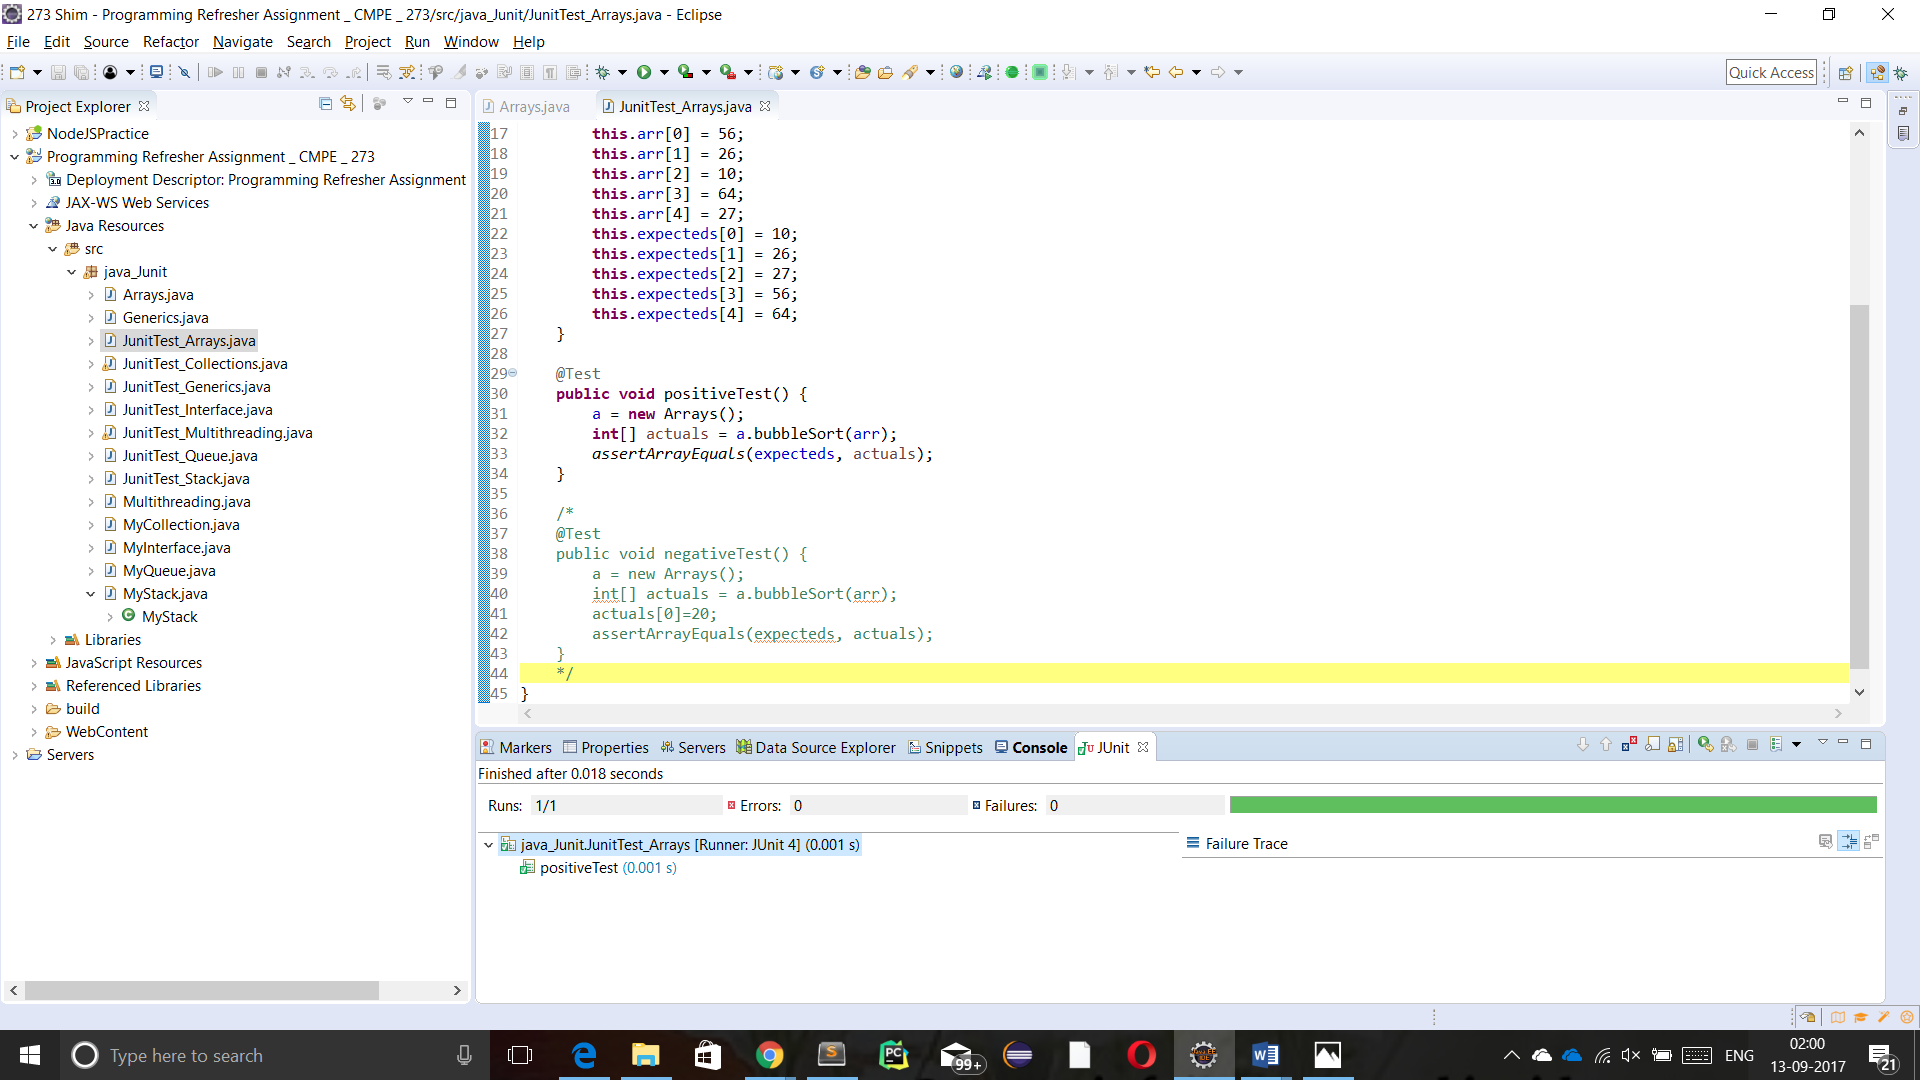 273 Shim - Programming Refresher Assignment _ CMPE _ 273/src/java_Junit/JunitTest_Arrays.java - Eclipse
File Edit Source Refactor Navigate Search Project Run Window Help
Quick Access
Project Explorer
NodeJSPractice
Programming Refresher Assignment _ CMPE _ 273
Deployment Descriptor: Programming Refresher Assignment
JAX-WS Web Services
Java Resources
src
java_Junit
Arrays.java
Generics.java
JunitTest_Arrays.java
JunitTest_Collections.java
JunitTest_Generics.java
JunitTest_Interface.java
JunitTest_Multithreading.java
JunitTest_Queue.java
JunitTest_Stack.java
Multithreading.java
MyCollection.java
MyInterface.java
MyQueue.java
MyStack.java
MyStack
Libraries
JavaScript Resources
Referenced Libraries
build
WebContent
Servers
Arrays.java JunitTest_Arrays.java
17 this.arr[0] = 56;
18 this.arr[1] = 26;
19 this.arr[2] = 10;
20 this.arr[3] = 64;
21 this.arr[4] = 27;
22 this.expecteds[0] = 10;
23 this.expecteds[1] = 26;
24 this.expecteds[2] = 27;
25 this.expecteds[3] = 56;
26 this.expecteds[4] = 64;
27 }
28
29 @Test
30 public void positiveTest() {
31 a = new Arrays();
32 int[] actuals = a.bubbleSort(arr);
33 assertArrayEquals(expecteds, actuals);
34 }
35
36 /*
37 @Test
38 public void negativeTest() {
39 a = new Arrays();
40 int[] actuals = a.bubbleSort(arr);
41 actuals[0]=20;
42 assertArrayEquals(expecteds, actuals);
43 }
44 */
45 }
Markers Properties Servers Data Source Explorer Snippets Console JUnit
Finished after 0.018 seconds
Runs: 1/1 Errors: 0 Failures: 0
java_Junit.JunitTest_Arrays [Runner: JUnit 4] (0.001 s)
positiveTest (0.001 s)
Failure Trace
Type here to search
99+
ENG
02:00
13-09-2017
21